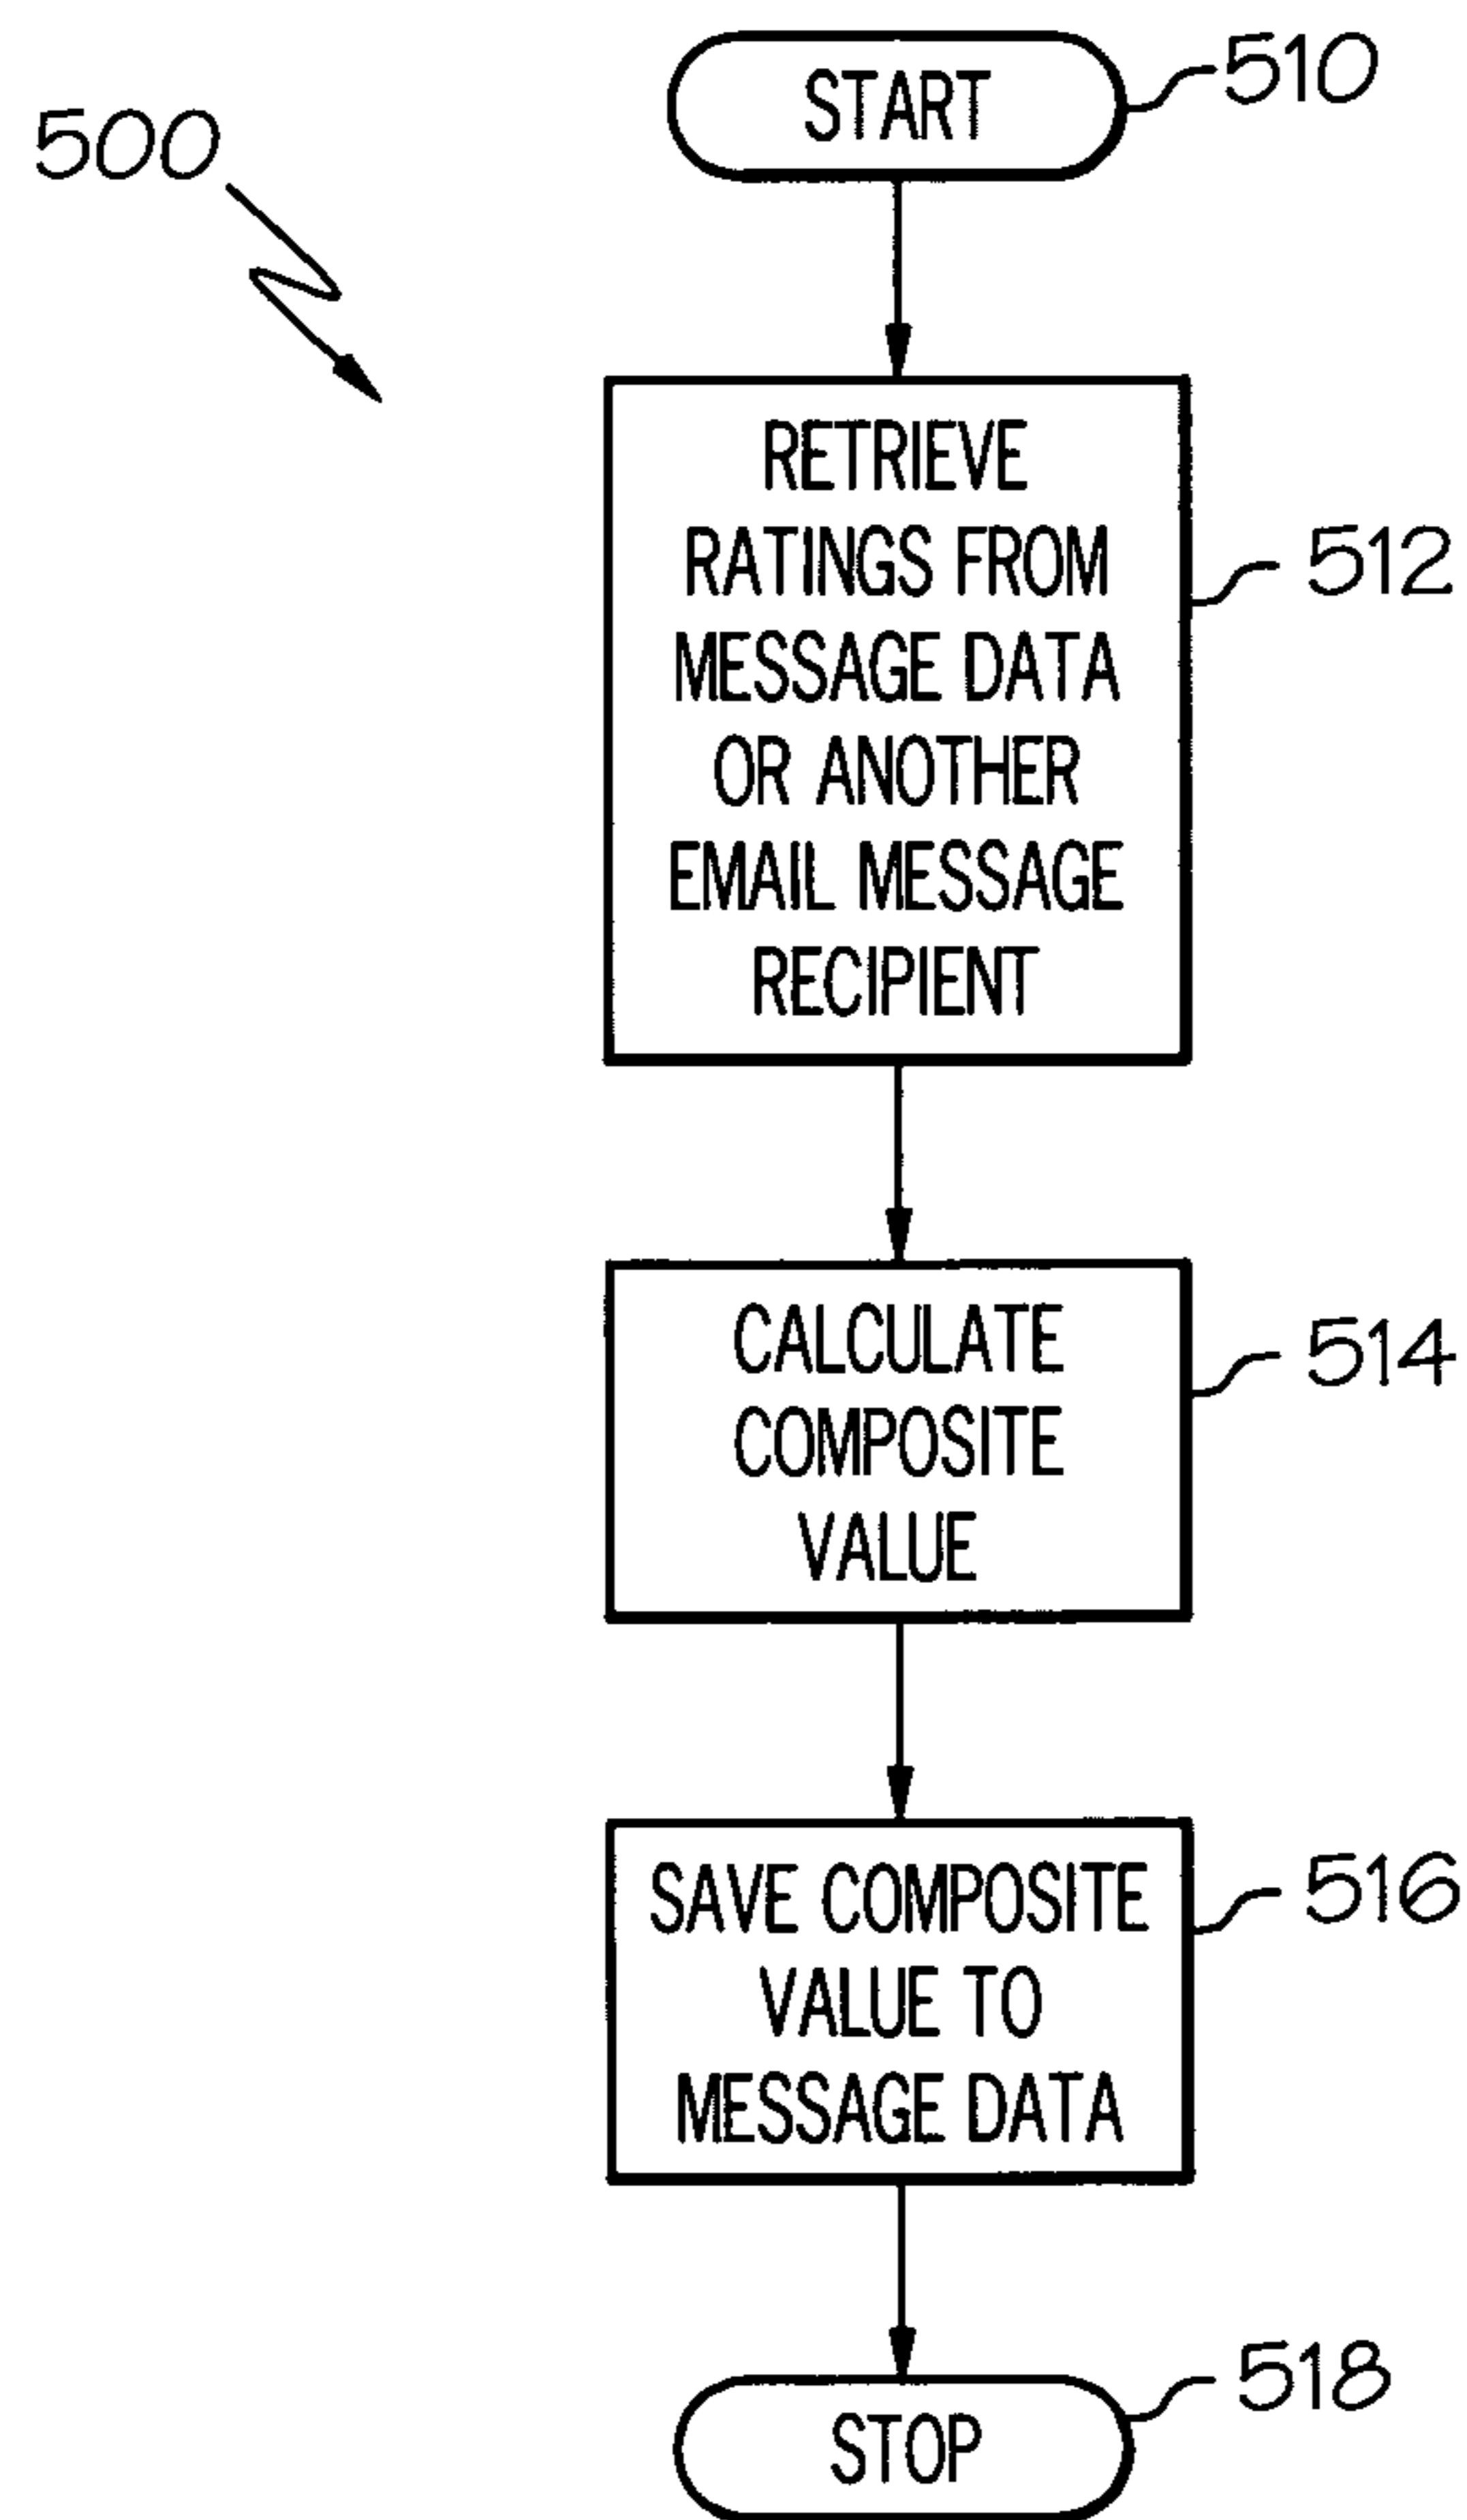 START
510
500
RETRIEVE
RATINGS FROM
MESSAGE DATA
OR ANOTHER
EMAIL MESSAGE
RECIPIENT
512
CALCULATE
COMPOSITE
VALUE
514
SAVE COMPOSITE
VALUE TO
MESSAGE DATA
516
STOP
518